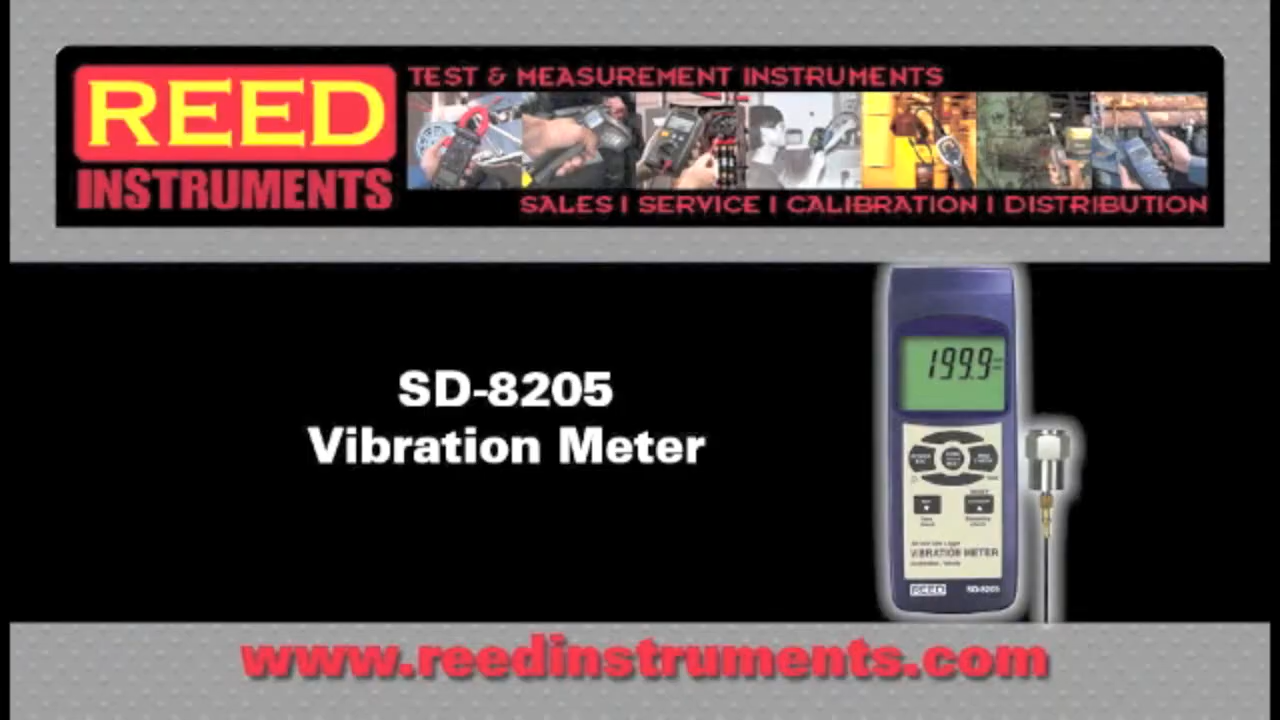 REED
INSTRUMENTS
TEST & MEASUREMENT INSTRUMENTS
SALES | SERVICE | CALIBRATION | DISTRIBUTION
SD-8205
Vibration Meter
199.9
VIBRATION METER
REED
SD-8205
www.reedinstruments.com